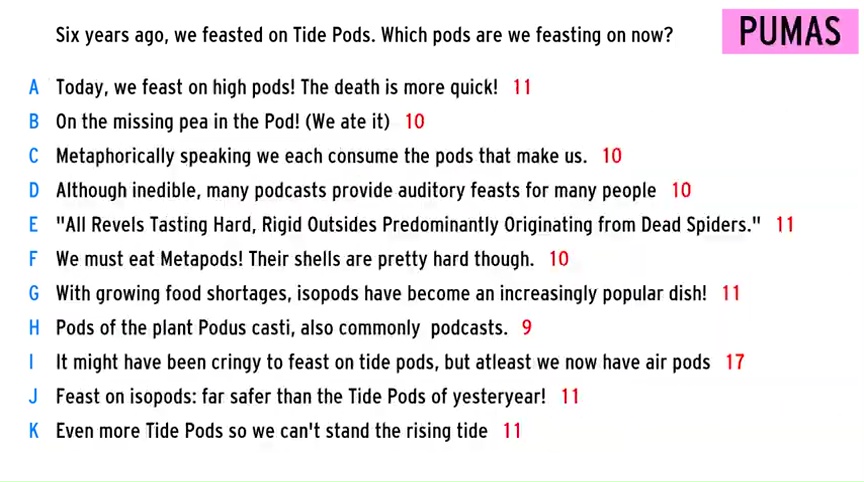 Six years ago, we feasted on Tide Pods. Which pods are we feasting on now?
PUMAS
A Today, we feast on high pods! The death is more quick! 11
B On the missing pea in the Pod! (We ate it) 10
C Metaphorically speaking we each consume the pods that make us. 10
D Although inedible, many podcasts provide auditory feasts for many people 10
E "All Revels Tasting Hard, Rigid Outsides Predominantly Originating from Dead Spiders." 11
F We must eat Metapods! Their shells are pretty hard though. 10
G With growing food shortages, isopods have become an increasingly popular dish! 11
H Pods of the plant Podus casti, also commonly podcasts. 9
I It might have been cringy to feast on tide pods, but atleast we now have air pods 17
J Feast on isopods: far safer than the Tide Pods of yesteryear! 11
K Even more Tide Pods so we can't stand the rising tide 11